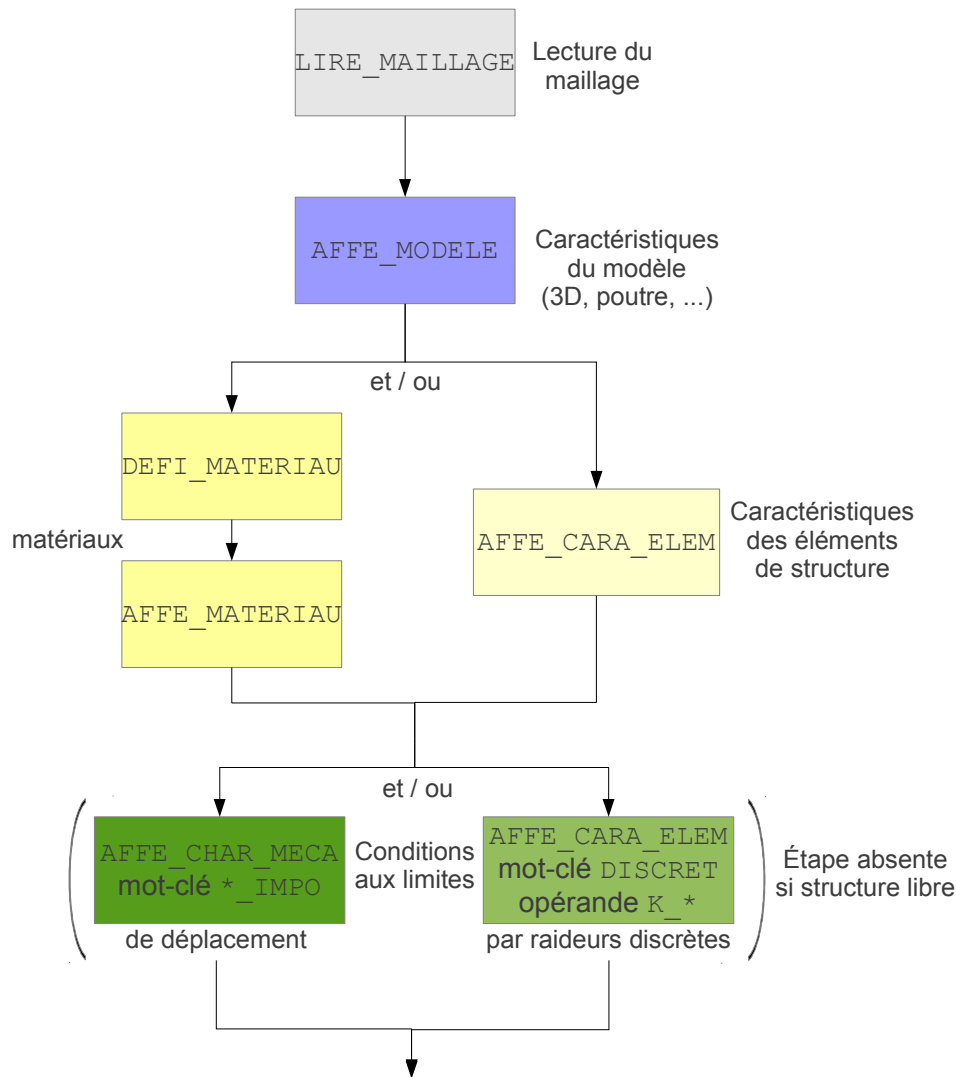 LIRE_MAILLAGE
Lecture du
maillage
AFFE_MODELE
Caractéristiques
du modèle
(3D, poutre, ...)
et / ou
DEFI_MATERIAU
matériaux
AFFE_MATERIAU
AFFE_CARA_ELEM
Caractéristiques
des éléments
de structure
et / ou
AFFE_CHAR_MECA
mot-clé *_IMPO
de déplacement
Conditions
aux limites
AFFE_CARA_ELEM
mot-clé DISCRET
opérande K_*
par raideurs discrètes
Étape absente
si structure libre